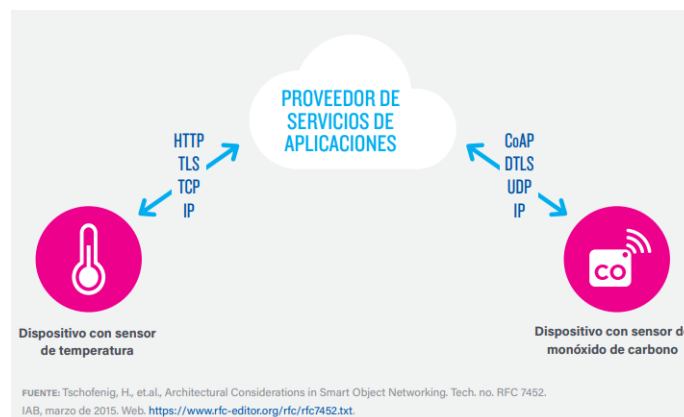 PROVEEDOR DE
SERVICIOS DE
APLICACIONES
HTTP
TLS
TCP
IP
CoAP
DTLS
UDP
IP
CO
Dispositivo con sensor
de temperatura
Dispositivo con sensor d
monóxido de carbono
FUENTE: Tschofenig, H., et.al., Architectural Considerations in Smart Object Networking. Tech. no. RFC 7452.
IAB, marzo de 2015. Web. https://www.rfc-editor.org/rfc/rfc7452.txt.